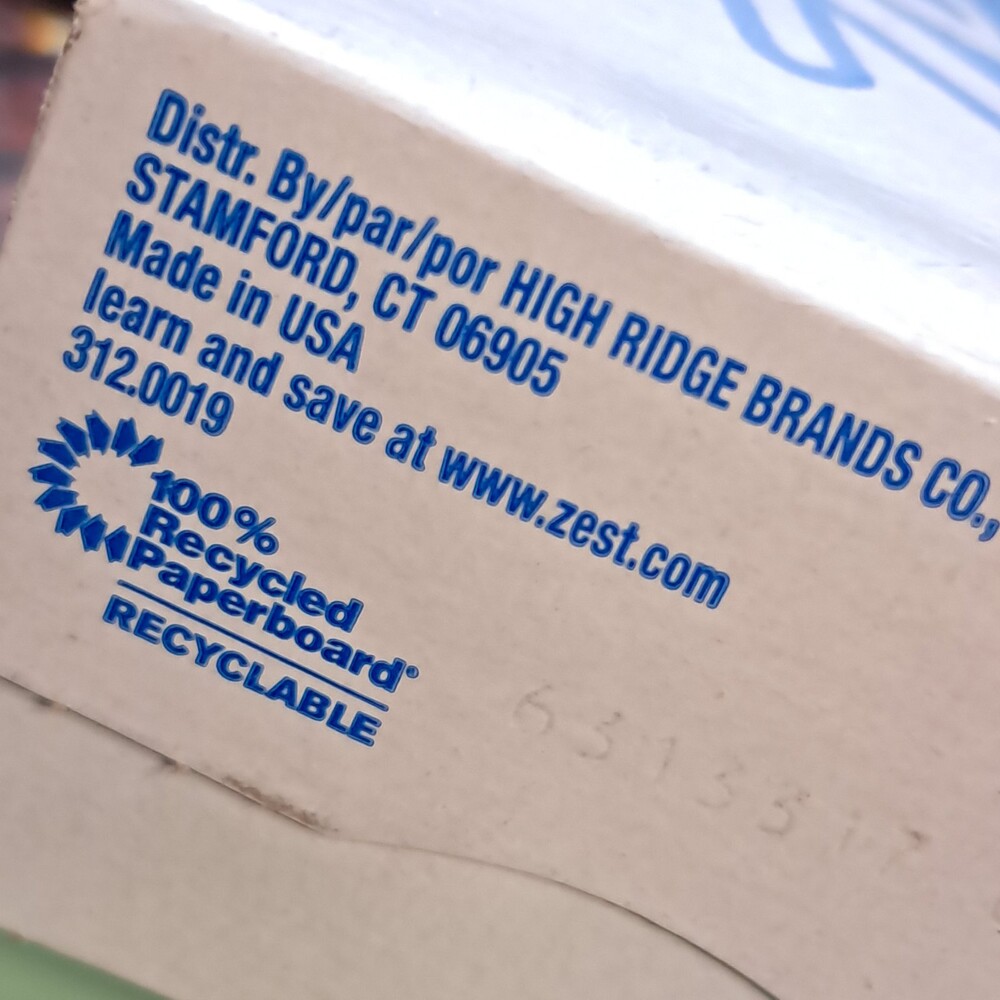 Distr. By/par/por HIGH RIDGE BRANDS CO.,
STAMFORD, CT 06905
Made in USA
learn and save at www.zest.com
312.0019
100%
Recycled
Paperboard
RECYCLABLE